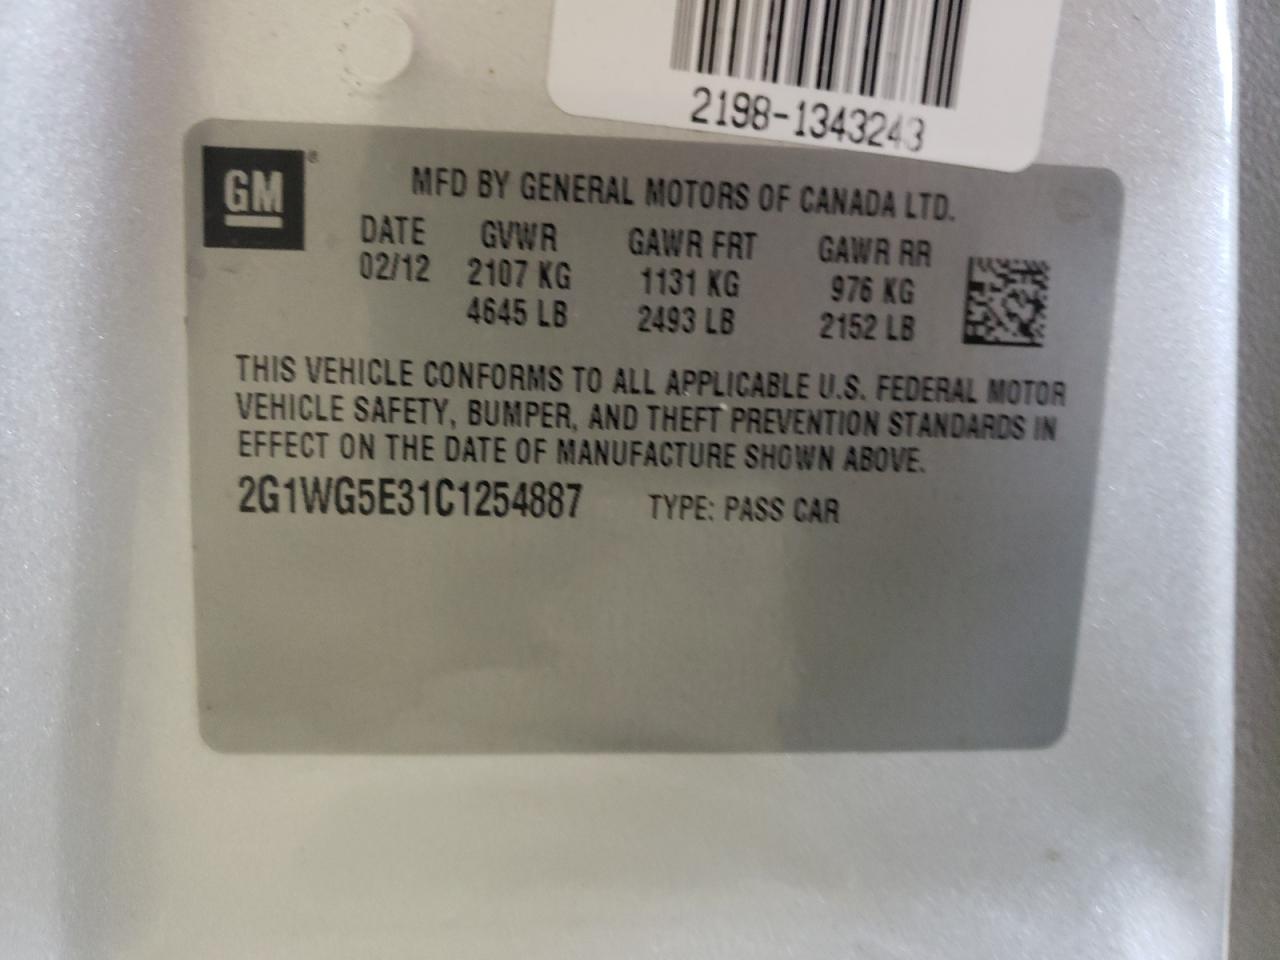 2198-1343243
GM
®
MFD BY GENERAL MOTORS OF CANADA LTD.
DATE GVWR GAWR FRT GAWR RR
02/12 2107 KG 1131 KG 976 KG
4645 LB 2493 LB 2152 LB
THIS VEHICLE CONFORMS TO ALL APPLICABLE U.S. FEDERAL MOTOR
VEHICLE SAFETY, BUMPER, AND THEFT PREVENTION STANDARDS IN
EFFECT ON THE DATE OF MANUFACTURE SHOWN ABOVE.
2G1WG5E31C1254887 TYPE: PASS CAR